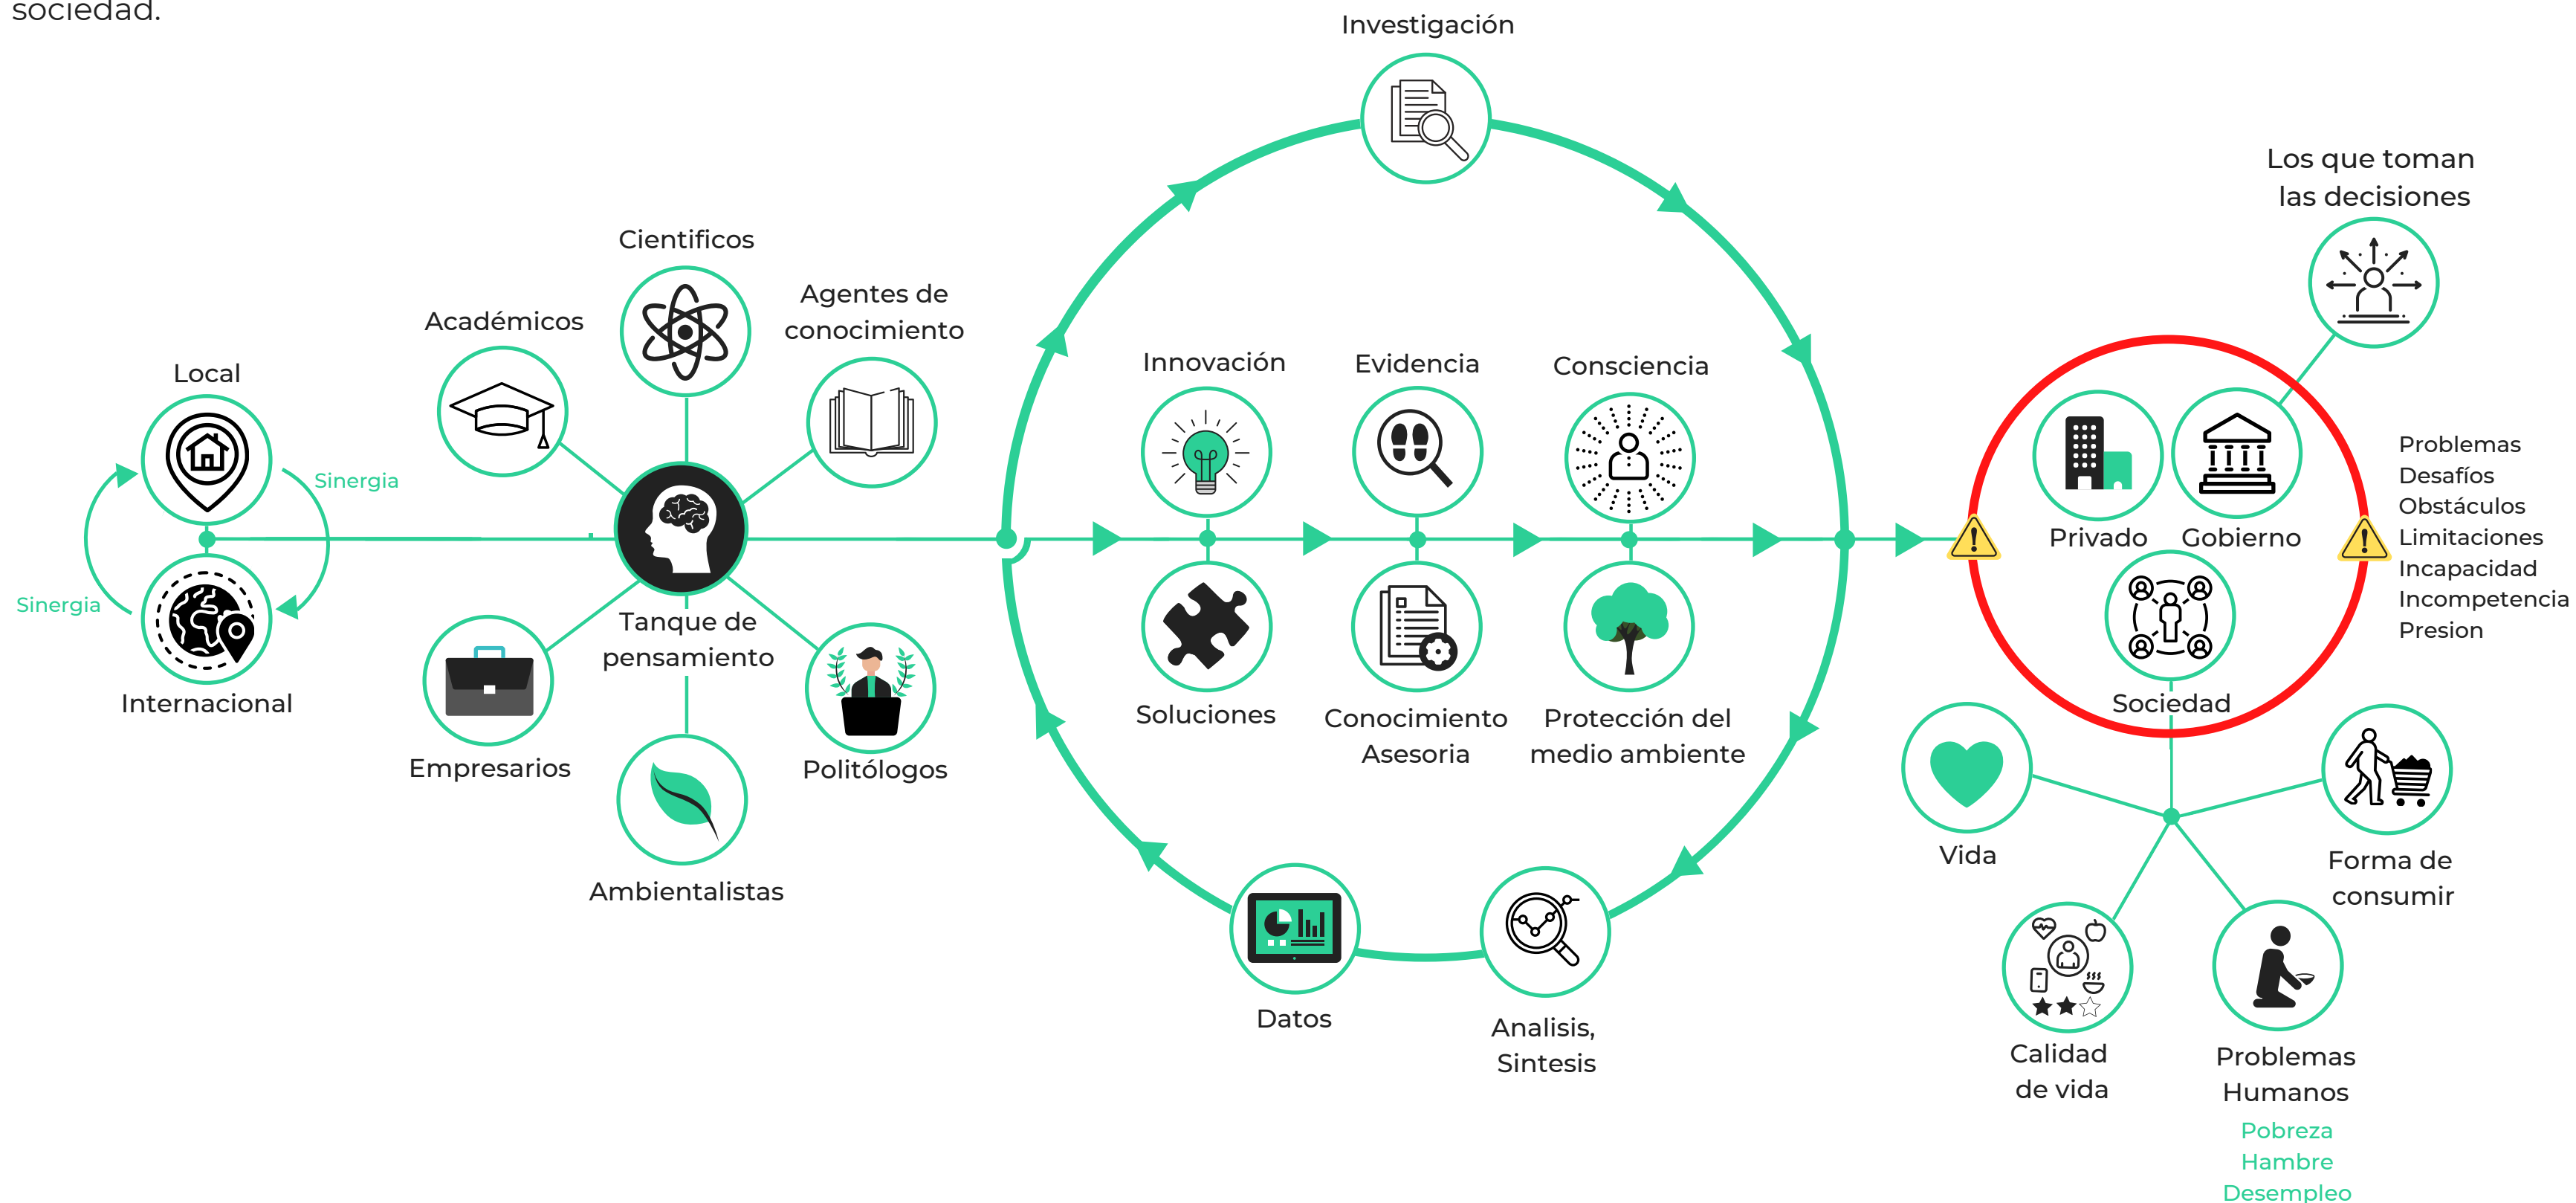 sociedad.
Investigación
Los que toman
las decisiones
Cientificos
Agentes de
conocimiento
Académicos
Local
Sinergia
Sinergia
Internacional
Tanque de
pensamiento
Empresarios
Politólogos
Ambientalistas
Innovación
Evidencia
Consciencia
Soluciones
Conocimiento
Asesoria
Protección del
medio ambiente
Datos
Analisis,
Sintesis
Privado
Gobierno
Sociedad
Problemas
Desafíos
Obstáculos
Limitaciones
Incapacidad
Incompetencia
Presion
Vida
Forma de
consumir
Calidad
de vida
Problemas
Humanos
Pobreza
Hambre
Desempleo